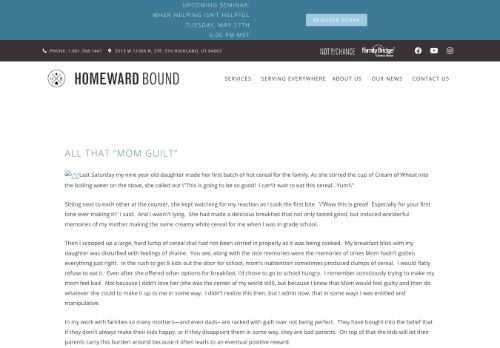 UPCOMING SEMINAR:
WHEN HELPING ISN'T HELPFUL
TUESDAY, MAY 27TH
6:00 PM MST
REGISTER TODAY
PHONE: 1.801.768.1441
5513 W 11000 N, STE. 316 HIGHLAND, UT 84003
NOT BY CHANCE
FamilyBridge
HOMEWARD BOUND
SERVICES SERVING EVERYWHERE ABOUT US OUR NEWS CONTACT US
ALL THAT "MOM GUILT"
Last Saturday my nine year old daughter made her first batch of hot cereal for the family. As she stirred the cup of Cream of Wheat into
the boiling water on the stove, she called out \"This is going to be so good! I can\'t wait to eat this cereal.. Yum.\"
Sitting next to each other at the counter, she kept watching for my reaction as I took the first bite. \"Wow this is great! Especially for your first
time ever making it!" I said. And I wasn\'t lying. She had made a delicious breakfast that not only tasted good, but induced wonderful
memories of my mother making the same creamy white cereal for me when I was in grade school.
Then I scooped up a large, hard lump of cereal that had not been stirred in properly as it was being cooked. My breakfast bliss with my
daughter was disturbed with feelings of shame. You see, along with the nice memories were the memories of times Mom hadn't gotten
everything just right. In the rush to get 8 kids out the door for school, mom's inattention sometimes produced clumps of cereal. I would flatly
refuse to eat it. Even after she offered other options for breakfast, I'd chose to go to school hungry. I remember consciously trying to make my
mom feel bad. Not because I didn't love her (she was the center of my world still), but because I knew that Mom would feel guilty and then do
whatever she could to make it up to me in some way. I didn't realize this then, but I admit now, that in some ways I was entitled and
manipulative.
In my work with families so many mothers—and even dads– are racked with guilt over not being perfect. They have bought into the belief that
if they don't always make their kids happy, or if they disappoint them in some way, they are bad parents. On top of that the kids will let their
parents carry this burden around because it often leads to an eventual positive reward.